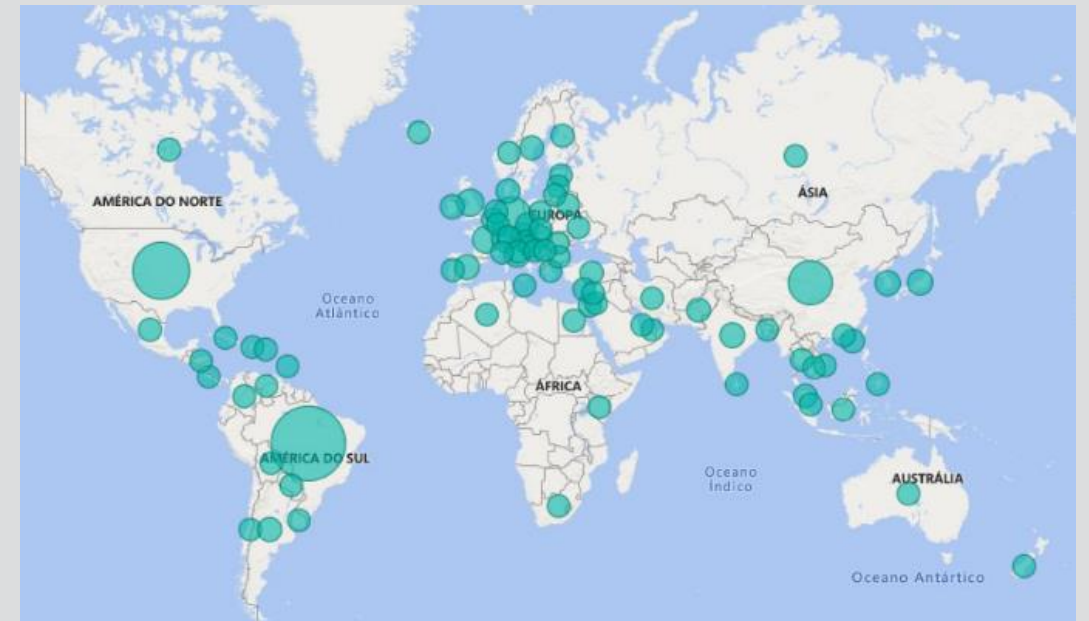 AMÉRICA DO NORTE
ÁSIA
EUROPA
Oceano
Atlântico
ÁFRICA
AMÉRICA DO SUL
Oceano
Índico
AUSTRÁLIA
Oceano Antártico